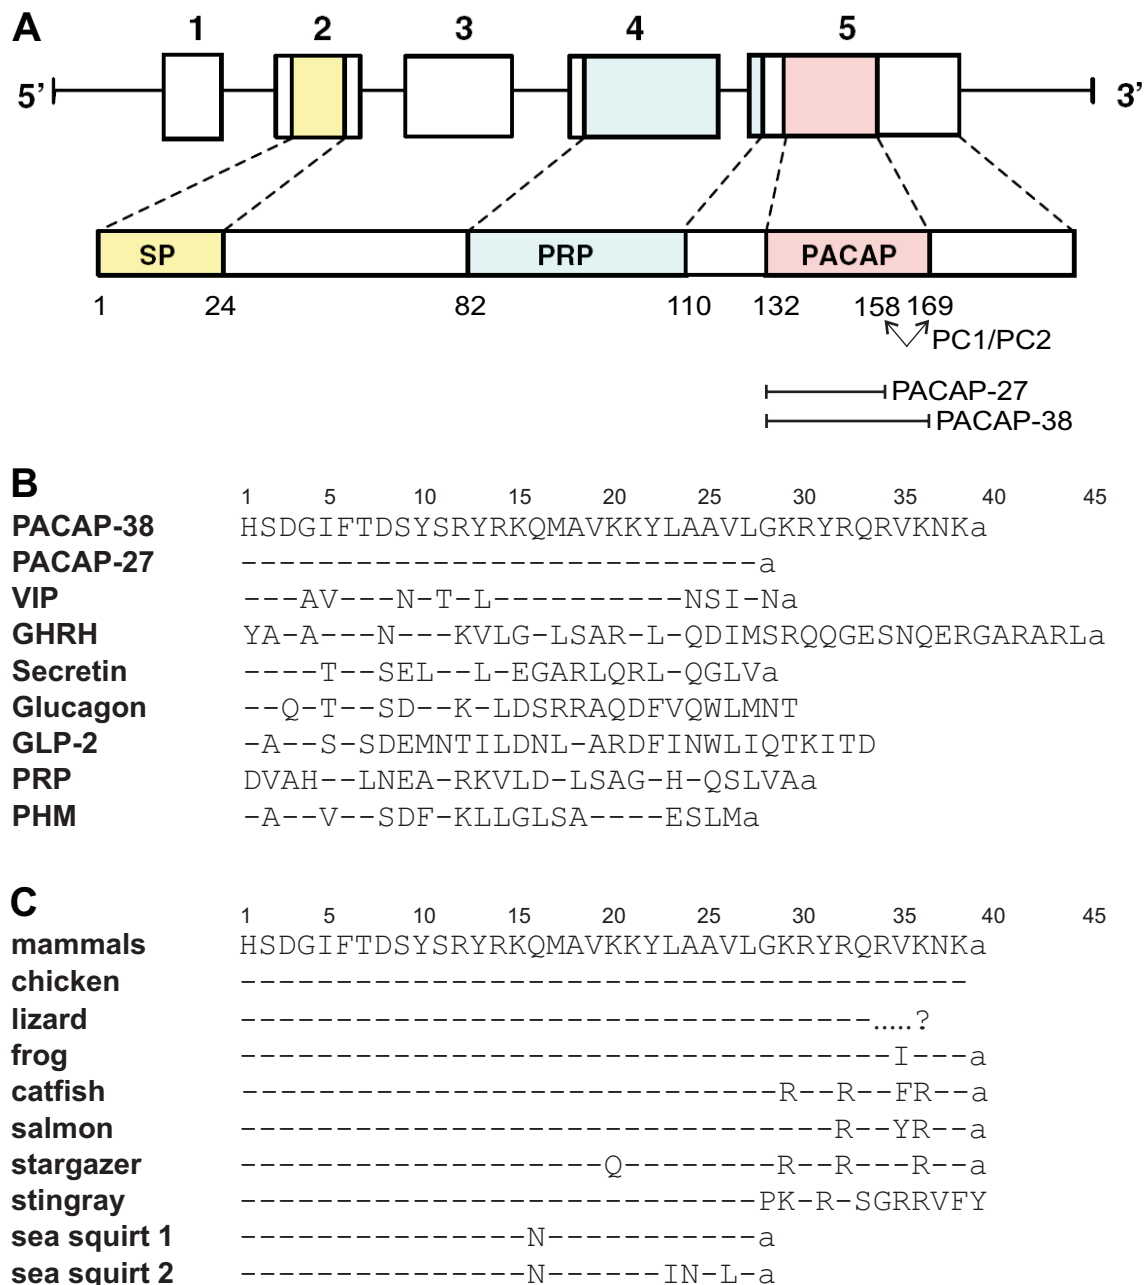 A 1 2 3 4 5
5’ 3’
SP PRP PACAP
1 24 82 110 132 158 169
PC1/PC2
PACAP-27
PACAP-38
B
1 5 10 15 20 25 30 35 40 45
PACAP-38 HSDGIFTDSYSRYRKQMAVKKYLAAVLGKRYRQRVKNKa
PACAP-27 ---------------------------a
VIP ---AV---N-T-L----------NSI-Na
GHRH YA-A---N---KVLG-LSAR-L-QDIMSRQQGESNQERGARARLa
Secretin ----T--SEL--L-EGARLQRL-QGLVa
Glucagon --Q-T--SD--K-LDSRRAQDFVQWLMNT
GLP-2 -A--S-SDEMNTILDNL-ARDFINWLIQTKITD
PRP DVAH--LNEA-RKVLD-LSAG-H-QSLVAa
PHM -A--V--SDF-KLLGLSA----ESLMa
C
1 5 10 15 20 25 30 35 40 45
mammals HSDGIFTDSYSRYRKQMAVKKYLAAVLGKRYRQRVKNKa
chicken --------------------------------------
lizard ---------------------------------.....?
frog ----------------------------------I---a
catfish ----------------------------R--R--FR--a
salmon -------------------------------R--YR--a
stargazer -------------------Q--------R--R---R--a
stingray ---------------------------PK-R-SGRRVFY
sea squirt 1 ---------------N-----------a
sea squirt 2 ---------------N------IN-L-a